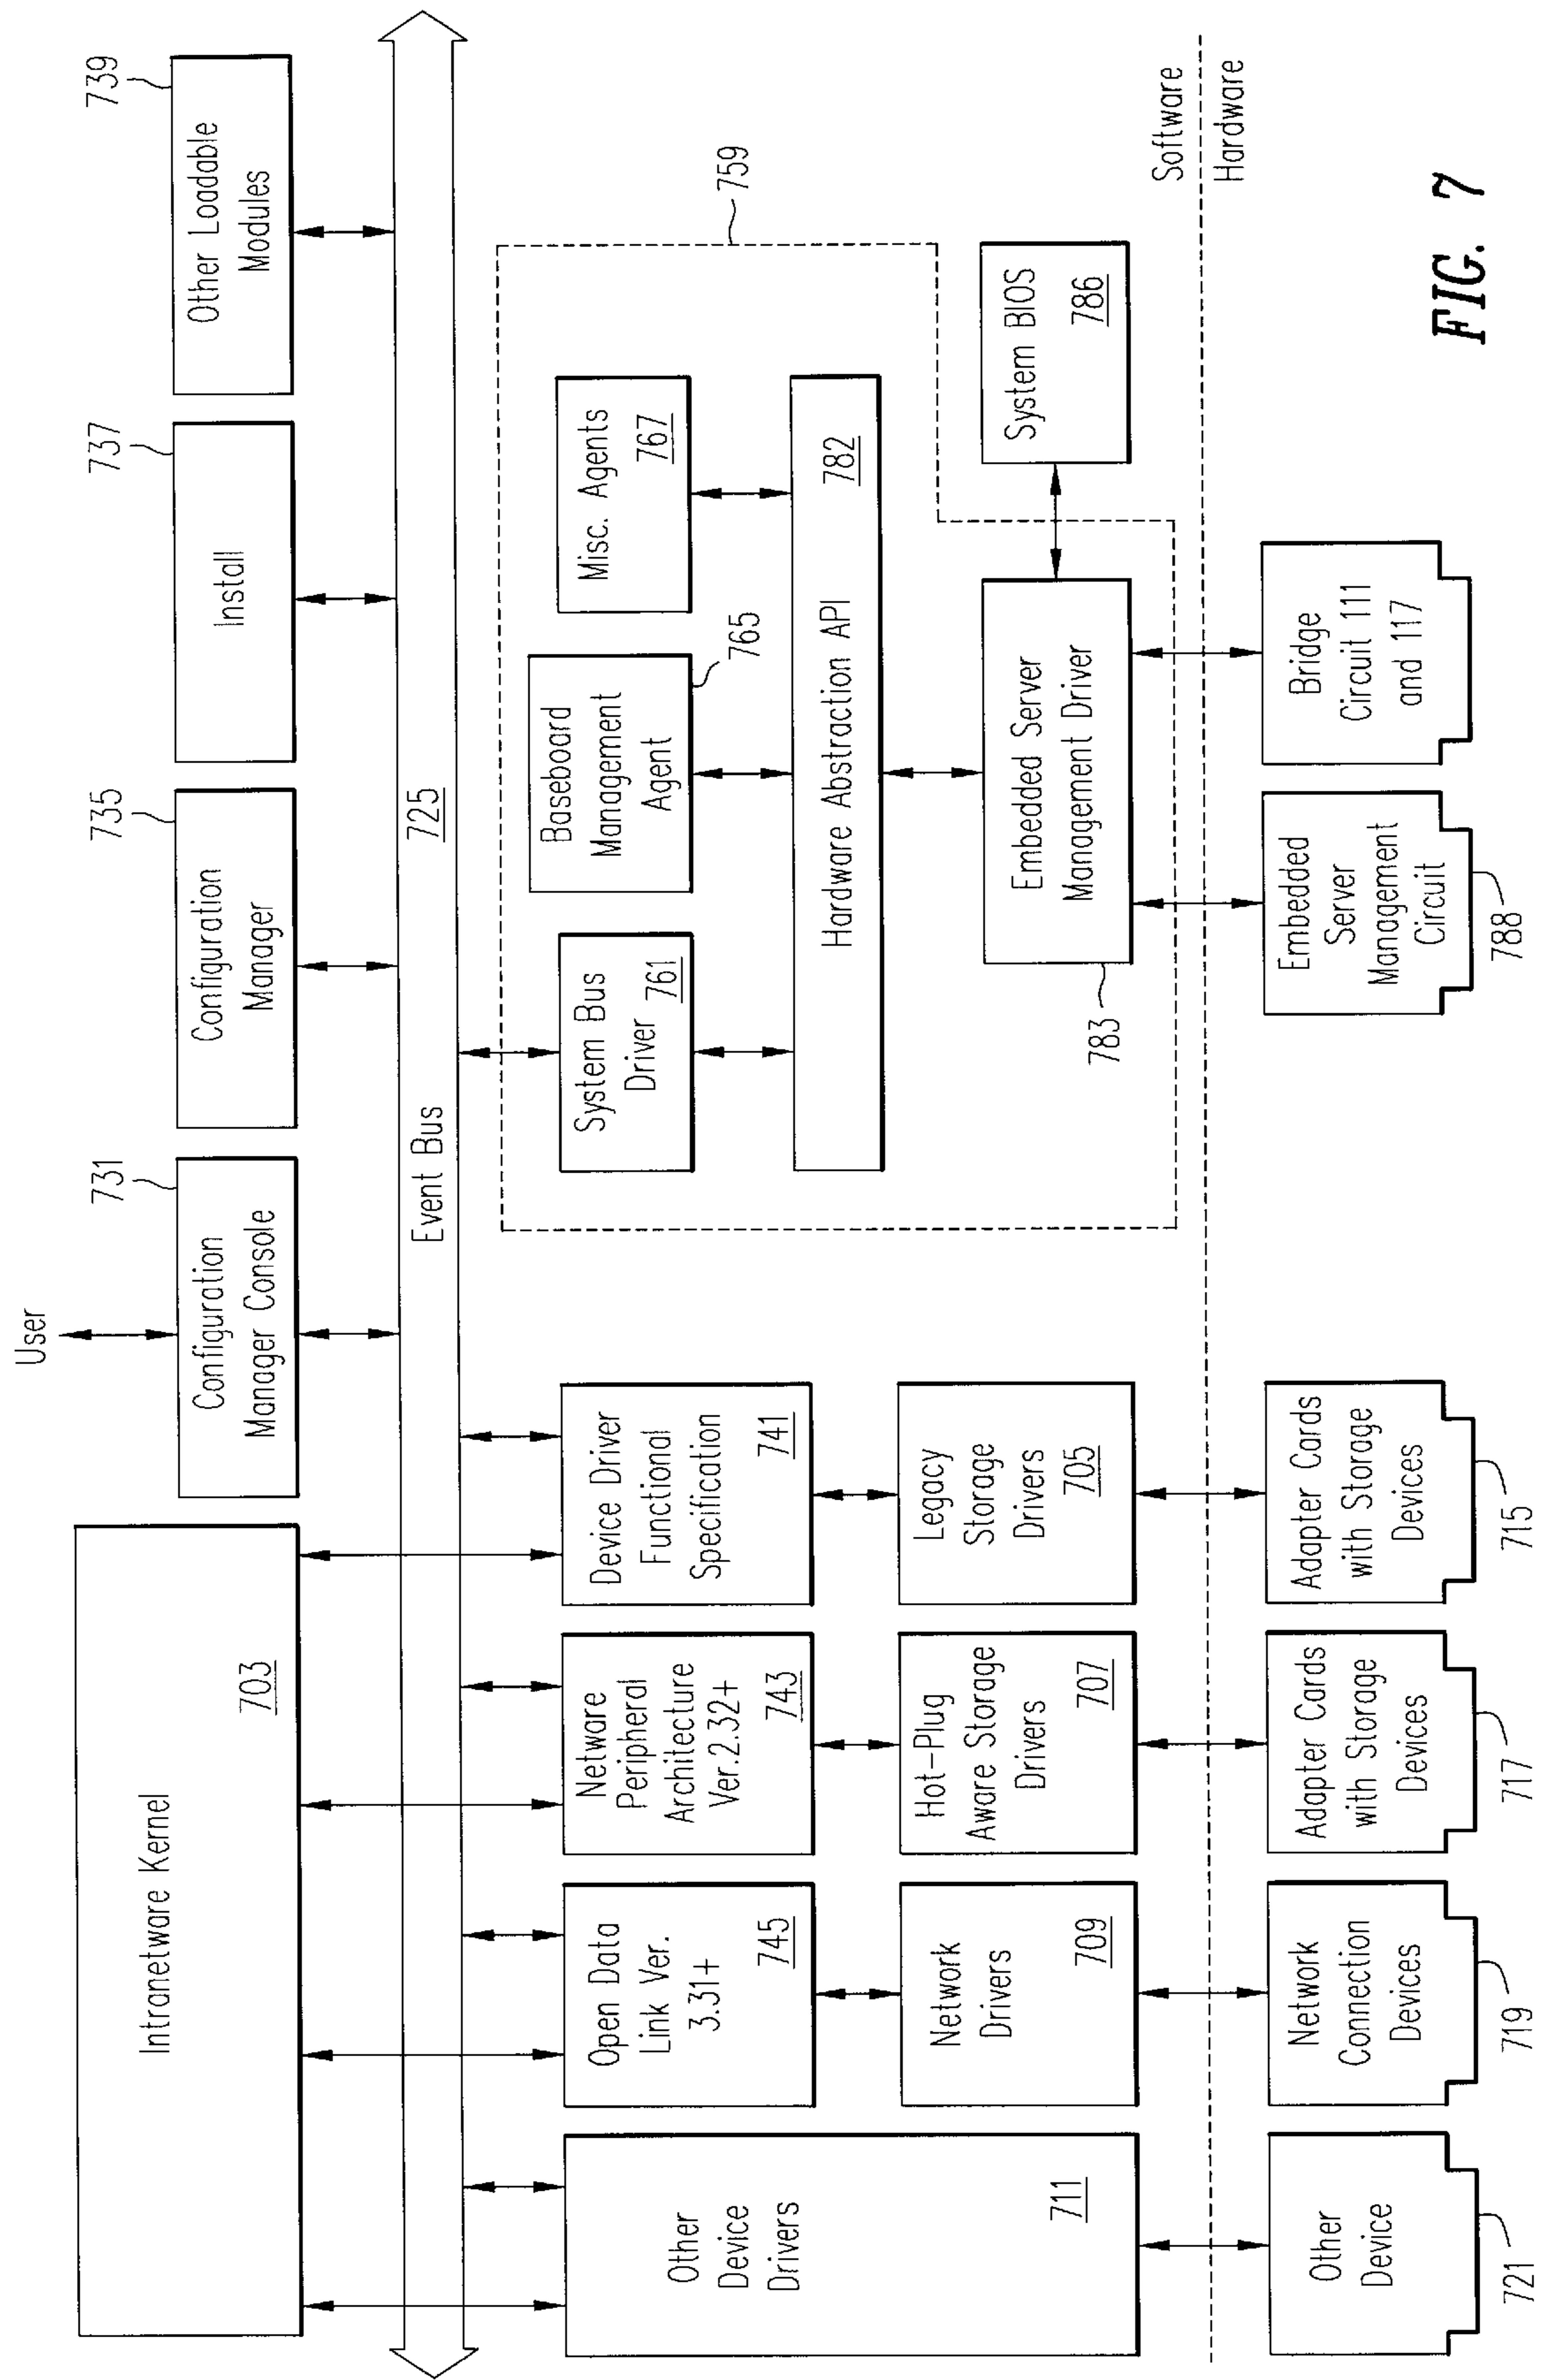 User
Intranetware Kernel
703
731
Configuration
Manager Console
735
Configuration
Manager
737
Install
739
Other Loadable
Modules
Event Bus
725
Other
Device
Drivers
711
Open Data
Link Ver.
3.31+
745
Network
Peripheral
Architecture
Ver.2.32+
743
Device Driver
Functional
Specification
741
Network
Drivers
709
Hot-Plug
Aware Storage
Drivers
707
Legacy
Storage
Drivers
705
System Bus
Driver 761
Baseboard
Management
Agent
765
Misc. Agents
767
759
Hardware Abstraction API
782
Embedded Server
Management Driver
783
System BIOS
786
Software
Hardware
Other
Device
721
Network
Connection
Devices
719
Adapter Cards
with Storage
Devices
717
Adapter Cards
with Storage
Devices
715
Embedded
Server
Management
Circuit
788
Bridge
Circuit 111
and 117
FIG. 7